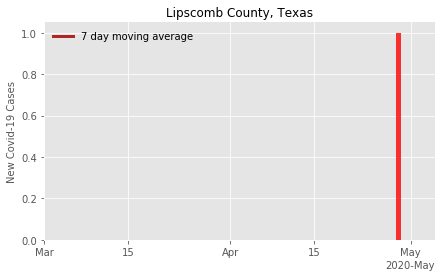 Lipscomb County, Texas
7 day moving average
New Covid-19 Cases
1.0
0.8
0.6
0.4
0.2
0.0
Mar
15
Apr
15
May
2020-May